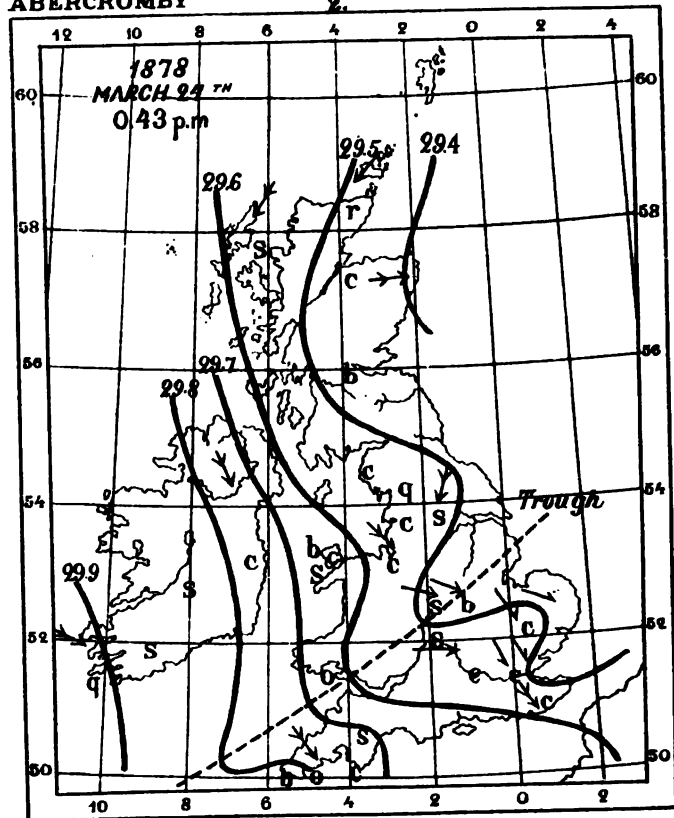 ABERCROMBY
2.
12 10 8 6 4 2 0 2 4
1878
MARCH 24TH
0.43 p.m
60 60
29.5 29.4
29.6
r
58 58
S
c
56 56
29.7 b
29.8
c
q
54 S 54
Trough
c
b c
c S c
29.9 S S b
c
52 S S 52
q b e
c
S
50 b o c 50
10 8 6 4 2 0 2